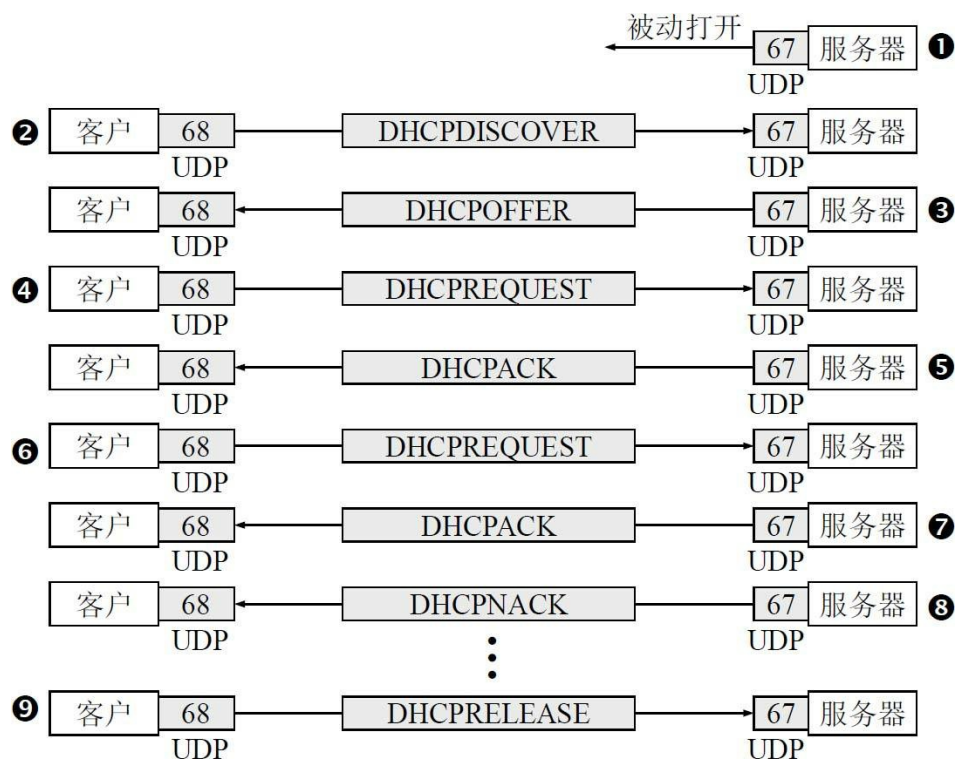 被动打开
67 服务器 ❶
UDP
❷ 客户 68 DHCPDISCOVER 67 服务器
UDP UDP
客户 68 DHCPOFFER 67 服务器 ❸
UDP UDP
❹ 客户 68 DHCPREQUEST 67 服务器
UDP UDP
客户 68 DHCPACK 67 服务器 ❺
UDP UDP
❻ 客户 68 DHCPREQUEST 67 服务器
UDP UDP
客户 68 DHCPACK 67 服务器 ❼
UDP UDP
客户 68 DHCPNACK 67 服务器 ❽
UDP UDP
❾ 客户 68 DHCPRELEASE 67 服务器
UDP UDP